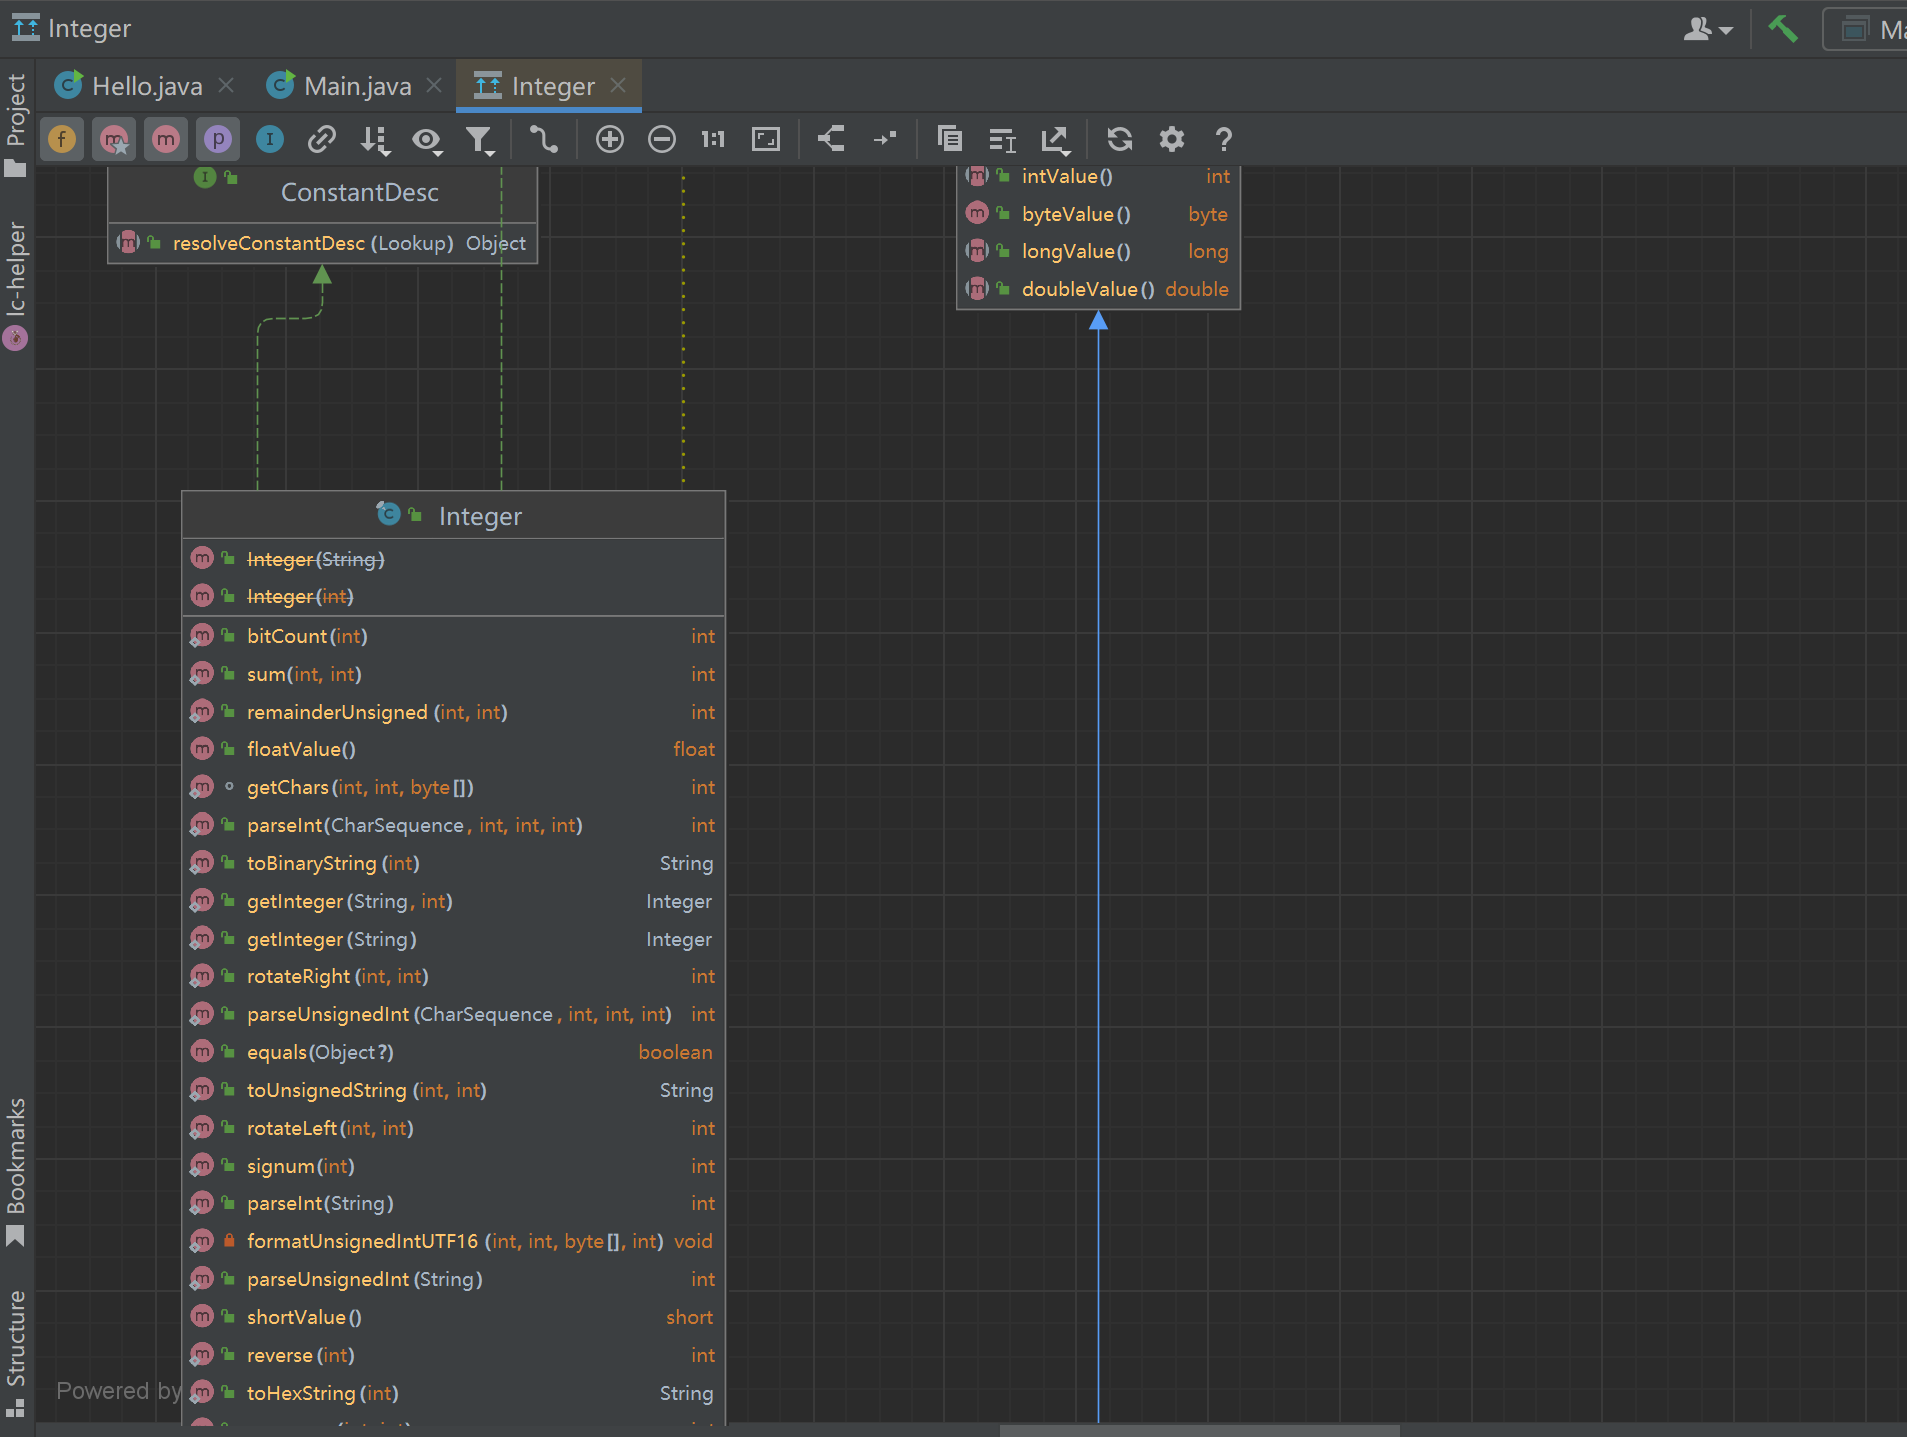 Integer
Ma
Hello.java
Main.java
Integer
Project
lc-helper
Bookmarks
Structure
f m m p I 1:1 ?
I
ConstantDesc
m resolveConstantDesc(Lookup) Object
m intValue() int
m byteValue() byte
m longValue() long
m doubleValue() double
C Integer
m Integer(String)
m Integer(int)
m bitCount(int) int
m sum(int, int) int
m remainderUnsigned(int, int) int
m floatValue() float
m getChars(int, int, byte[]) int
m parseInt(CharSequence, int, int, int) int
m toBinaryString(int) String
m getInteger(String, int) Integer
m getInteger(String) Integer
m rotateRight(int, int) int
m parseUnsignedInt(CharSequence, int, int, int) int
m equals(Object?) boolean
m toUnsignedString(int, int) String
m rotateLeft(int, int) int
m signum(int) int
m parseInt(String) int
m formatUnsignedIntUTF16(int, int, byte[], int) void
m parseUnsignedInt(String) int
m shortValue() short
m reverse(int) int
m toHexString(int) String
Powered by